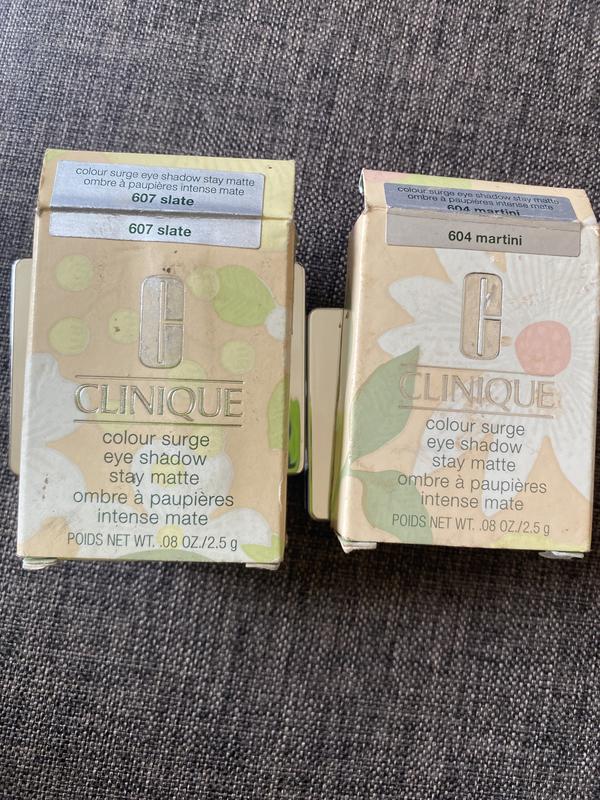 colour surge eye shadow stay matte
ombre à paupières intense mate
607 slate
607 slate
C
CLINIQUE
colour surge
eye shadow
stay matte
ombre à paupières
intense mate
POIDS NET WT. .08 OZ./2.5 g
colour surge eye shadow stay matte
ombre à paupières intense mate
604 martini
604 martini
C
CLINIQUE
colour surge
eye shadow
stay matte
ombre à paupières
intense mate
POIDS NET WT. .08 OZ./2.5 g